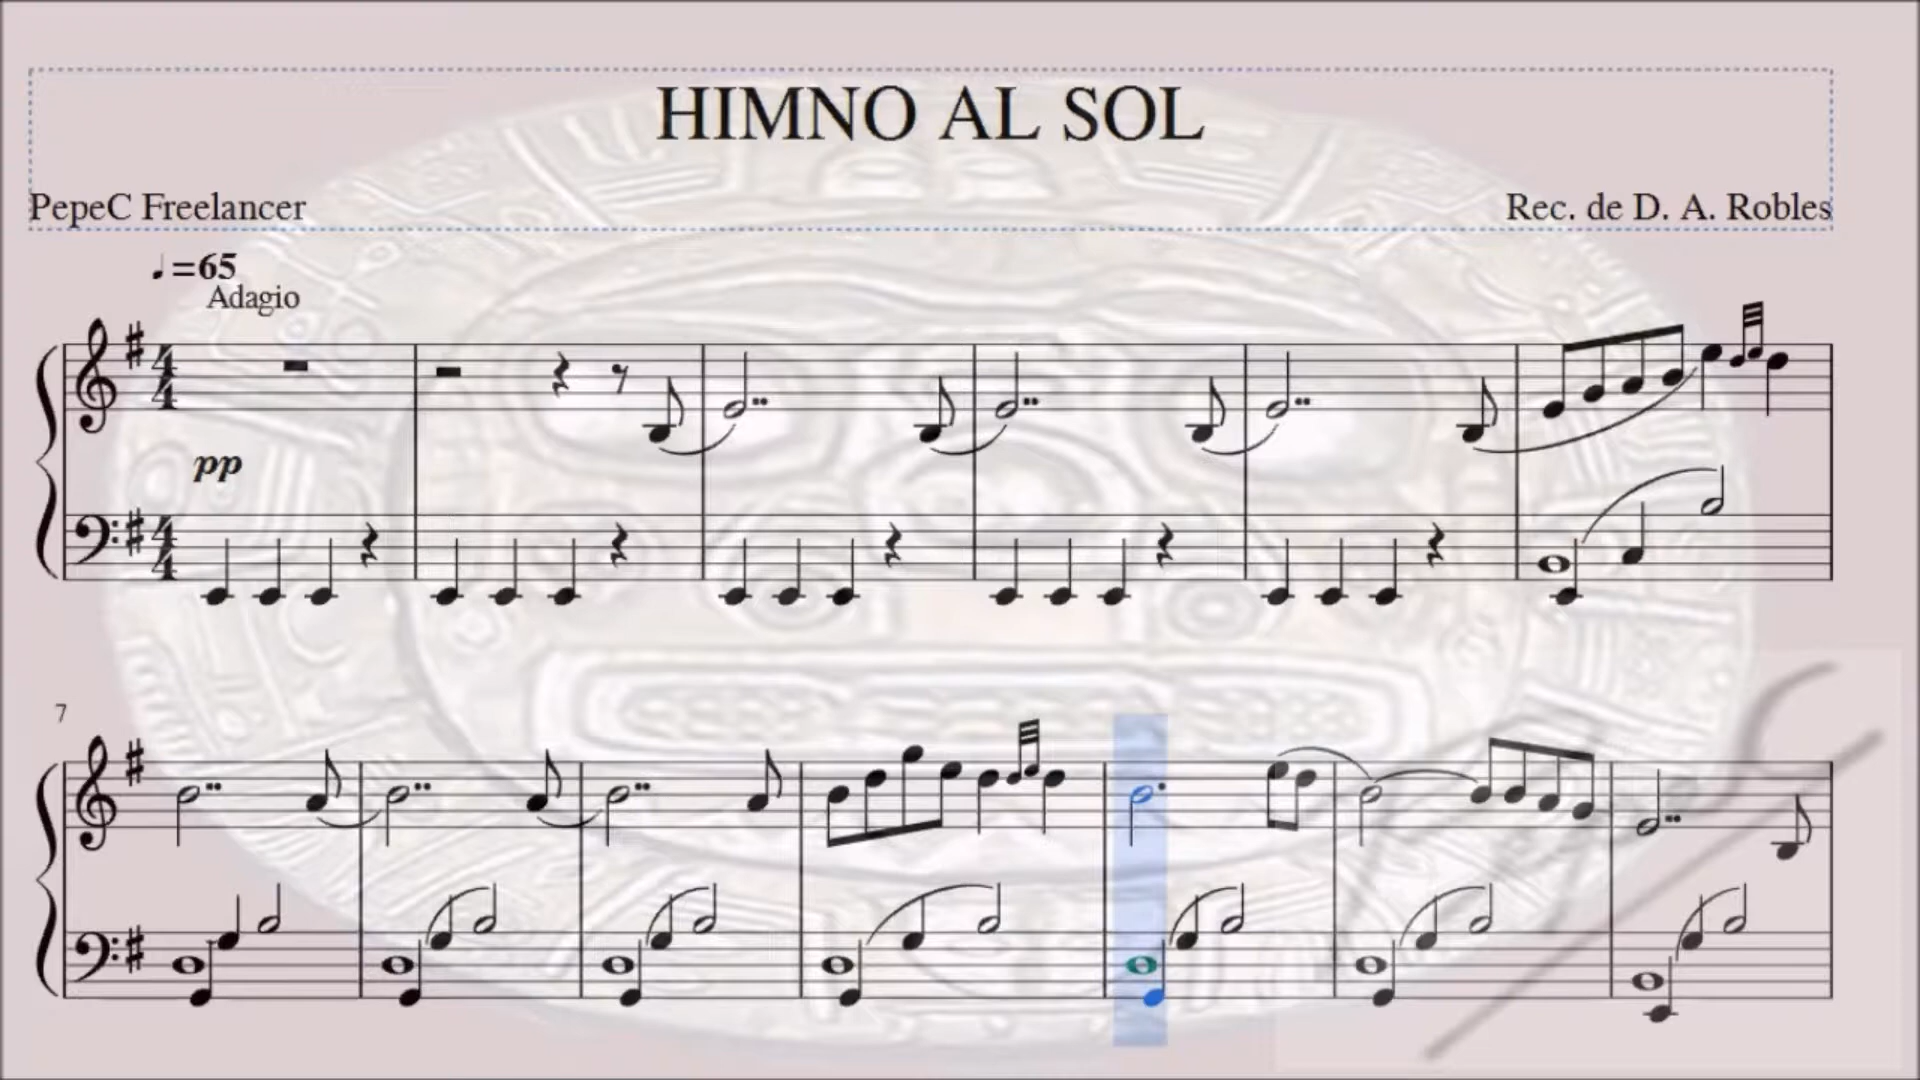 HIMNO AL SOL
PepeC Freelancer
Rec. de D. A. Robles
♩=65
Adagio
pp
7